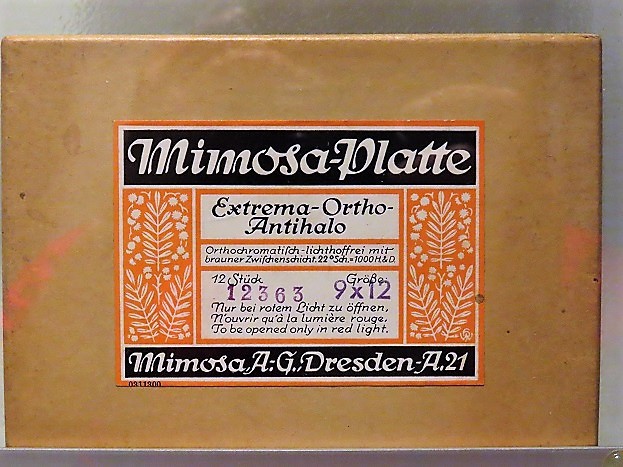 Mimosa-Platte
Extrema-Ortho-
Antihalo
Orthochromatiſch-lichthoffrei mit
brauner Zwiſchenschicht. 22° Sch.=1000 H.&D.
12 Stück Größe:
12363 9x12
Nur bei rotem Licht zu öffnen,
N'ouvrir qu'à la lumière rouge,
To be opened only in red light.
Mimosa A.-G., Dresden-A.21